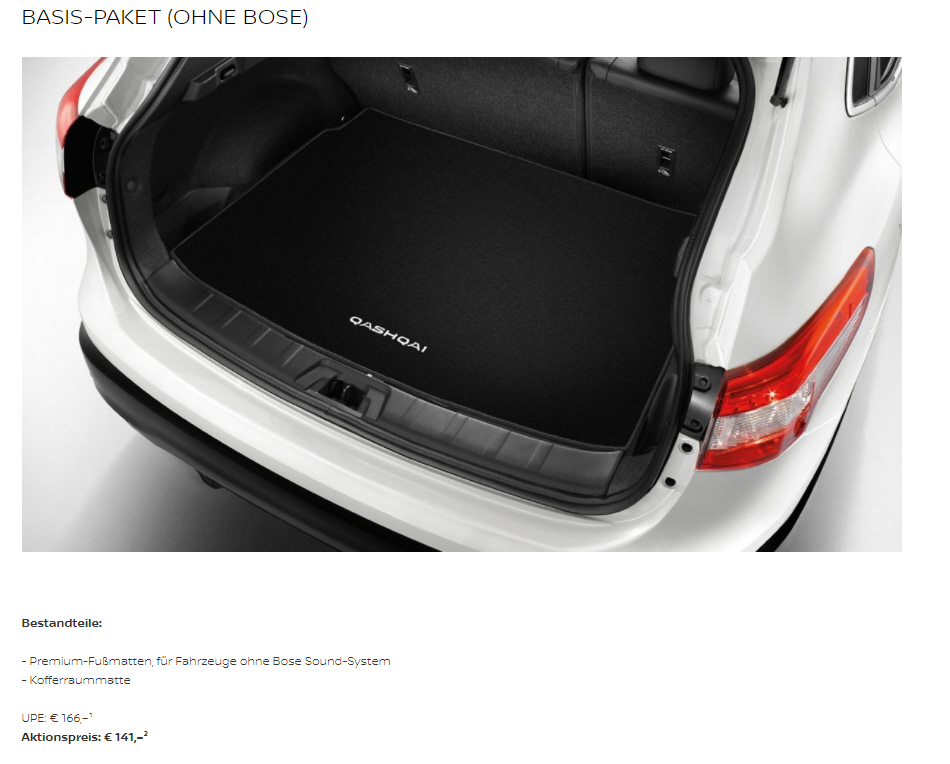 BASIS-PAKET (OHNE BOSE)
QASHQAI
Bestandteile:
- Premium-Fußmatten, für Fahrzeuge ohne Bose Sound-System
- Kofferraummatte
UPE: € 166,–¹
Aktionspreis: € 141,–²